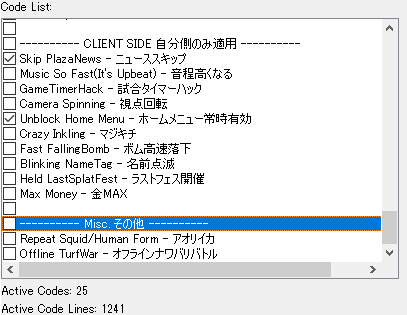 Code List:
---------- CLIENT SIDE 自分側のみ適用 ----------
Skip PlazaNews - ニューススキップ
Music So Fast(It's Upbeat) - 音程高くなる
GameTimerHack - 試合タイマーハック
Camera Spinning - 視点回転
Unblock Home Menu - ホームメニュー常時有効
Crazy Inkling - マジキチ
Fast FallingBomb - ボム高速落下
Blinking NameTag - 名前点滅
Held LastSplatFest - ラストフェス開催
Max Money - 金MAX
---------- Misc. その他 ----------
Repeat Squid/Human Form - アオリイカ
Offline TurfWar - オフラインナワバリバトル
Active Codes: 25
Active Code Lines: 1241